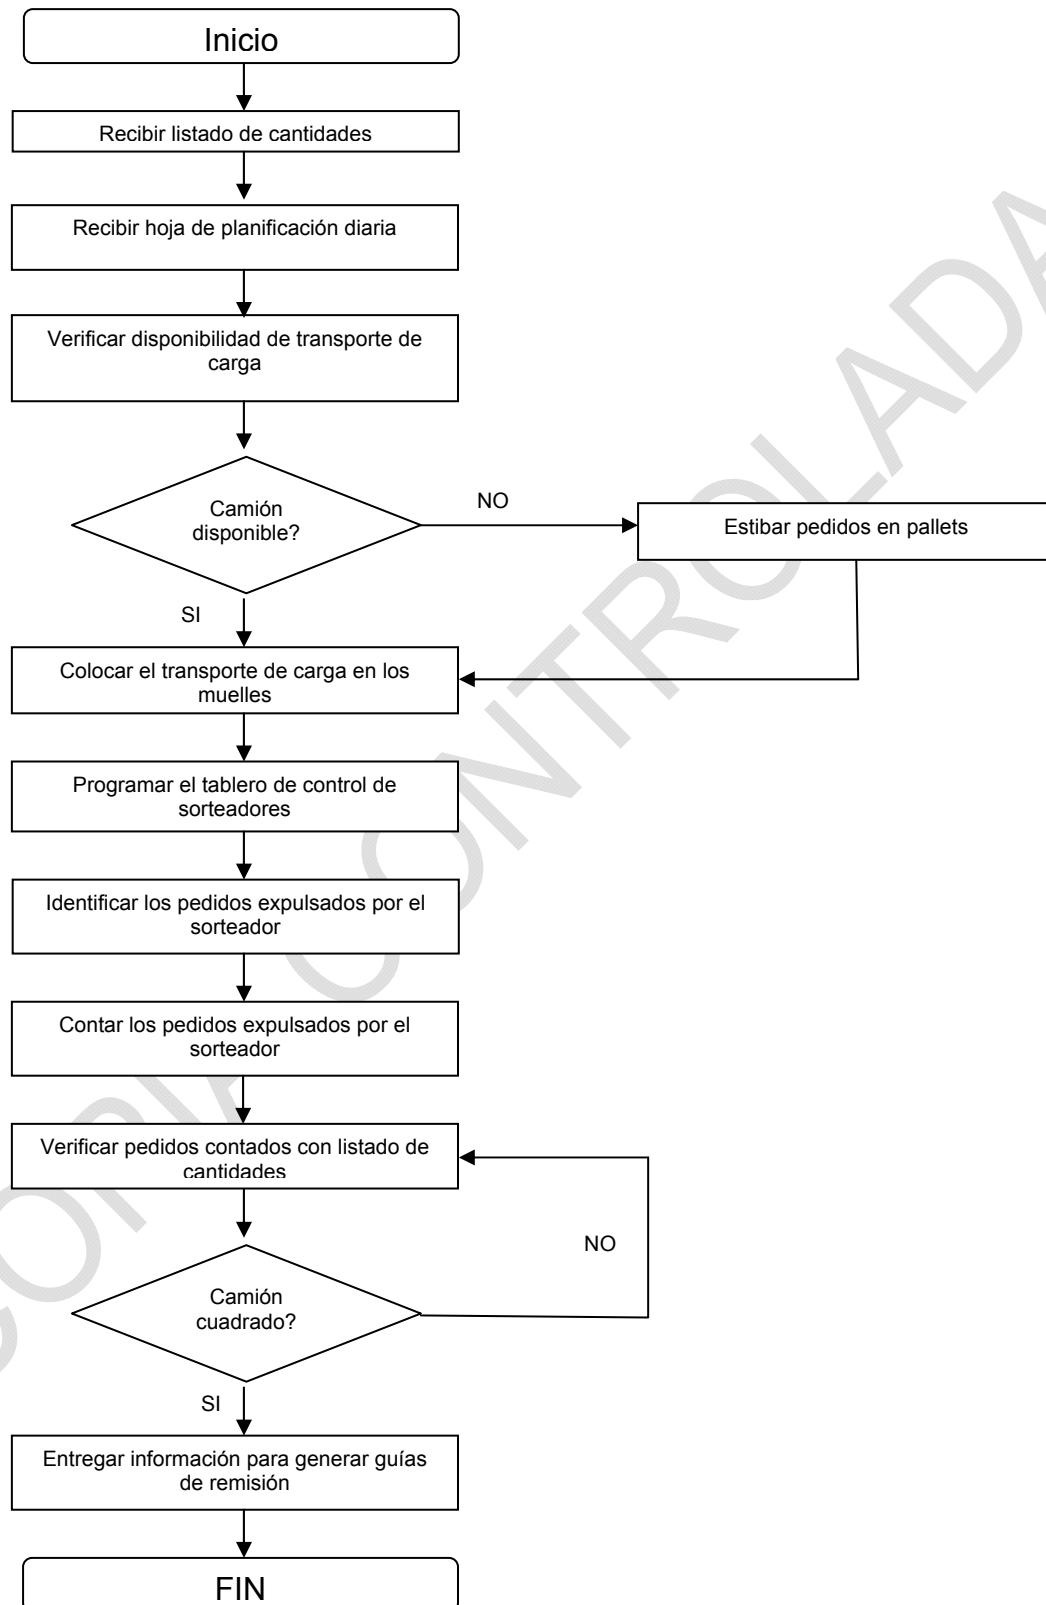 Inicio
Recibir listado de cantidades
Recibir hoja de planificación diaria
Verificar disponibilidad de transporte de
carga
Camión
disponible?
NO
Estibar pedidos en pallets
SI
Colocar el transporte de carga en los
muelles
Programar el tablero de control de
sorteadores
Identificar los pedidos expulsados por el
sorteador
Contar los pedidos expulsados por el
sorteador
Verificar pedidos contados con listado de
cantidades
NO
Camión
cuadrado?
SI
Entregar información para generar guías
de remisión
FIN
COPIA CONTROLADA